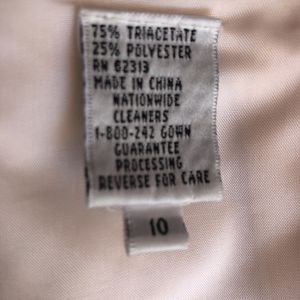 75% TRIACETATE
25% POLYESTER
RN 62313
MADE IN CHINA
NATIONWIDE
CLEANERS
1-800-242 GOWN
GUARANTEE
PROCESSING
REVERSE FOR CARE
10